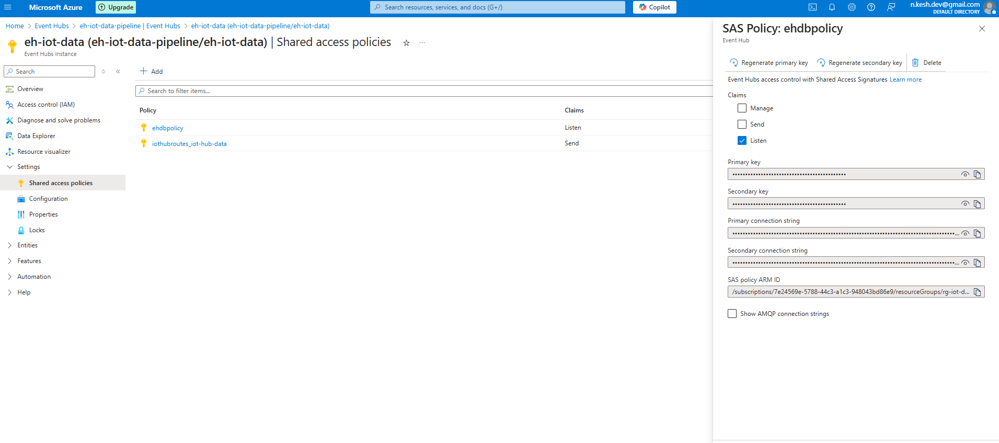 Microsoft Azure
Upgrade
Search resources, services, and docs (G+/)
Copilot
n.kesh.dev@gmail.com
DEFAULT DIRECTORY
Home > Event Hubs > eh-iot-data-pipeline | Event Hubs > eh-iot-data (eh-iot-data-pipeline/eh-iot-data)
eh-iot-data (eh-iot-data-pipeline/eh-iot-data) | Shared access policies
Event Hubs Instance
Search
Overview
Access control (IAM)
Diagnose and solve problems
Data Explorer
Resource visualizer
Settings
Shared access policies
Configuration
Properties
Locks
Entities
Features
Automation
Help
Add
Search to filter items...
Policy Claims
ehdbpolicy Listen
iothubroutes_iot-hub-data Send
SAS Policy: ehdbpolicy
Event Hub
Regenerate primary key Regenerate secondary key Delete
Event Hubs access control with Shared Access Signatures Learn more
Claims
Manage
Send
Listen
Primary key
Secondary key
Primary connection string
Secondary connection string
SAS policy ARM ID
/subscriptions/7e24569e-5788-44c3-a1c3-948043bd86e9/resourceGroups/rg-iot-d...
Show AMQP connection strings